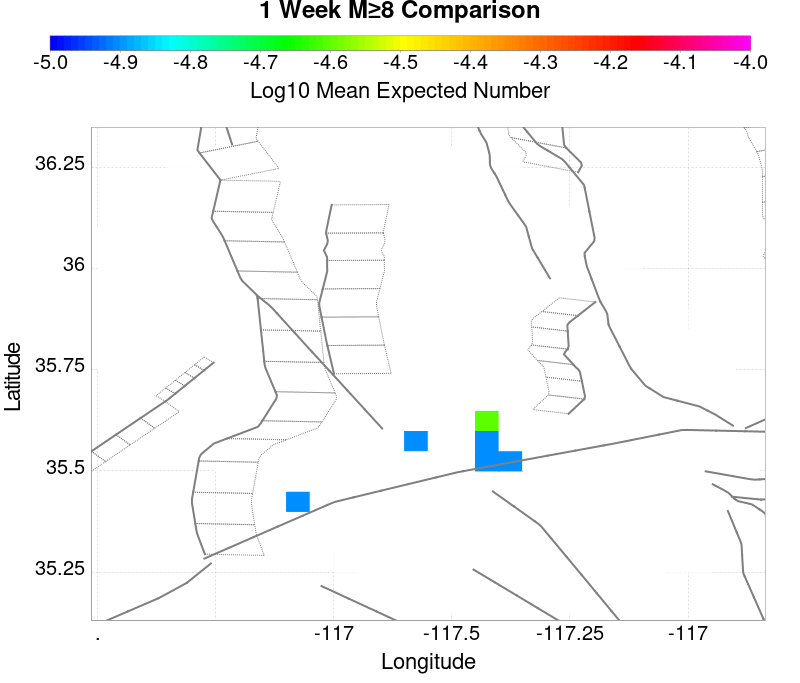 1 Week M≥8 Comparison
-5.0 -4.9 -4.8 -4.7 -4.6 -4.5 -4.4 -4.3 -4.2 -4.1 -4.0
Log10 Mean Expected Number
36.25
36
35.75
35.5
35.25
Latitude
. -117 -117.5 -117.25 -117
Longitude